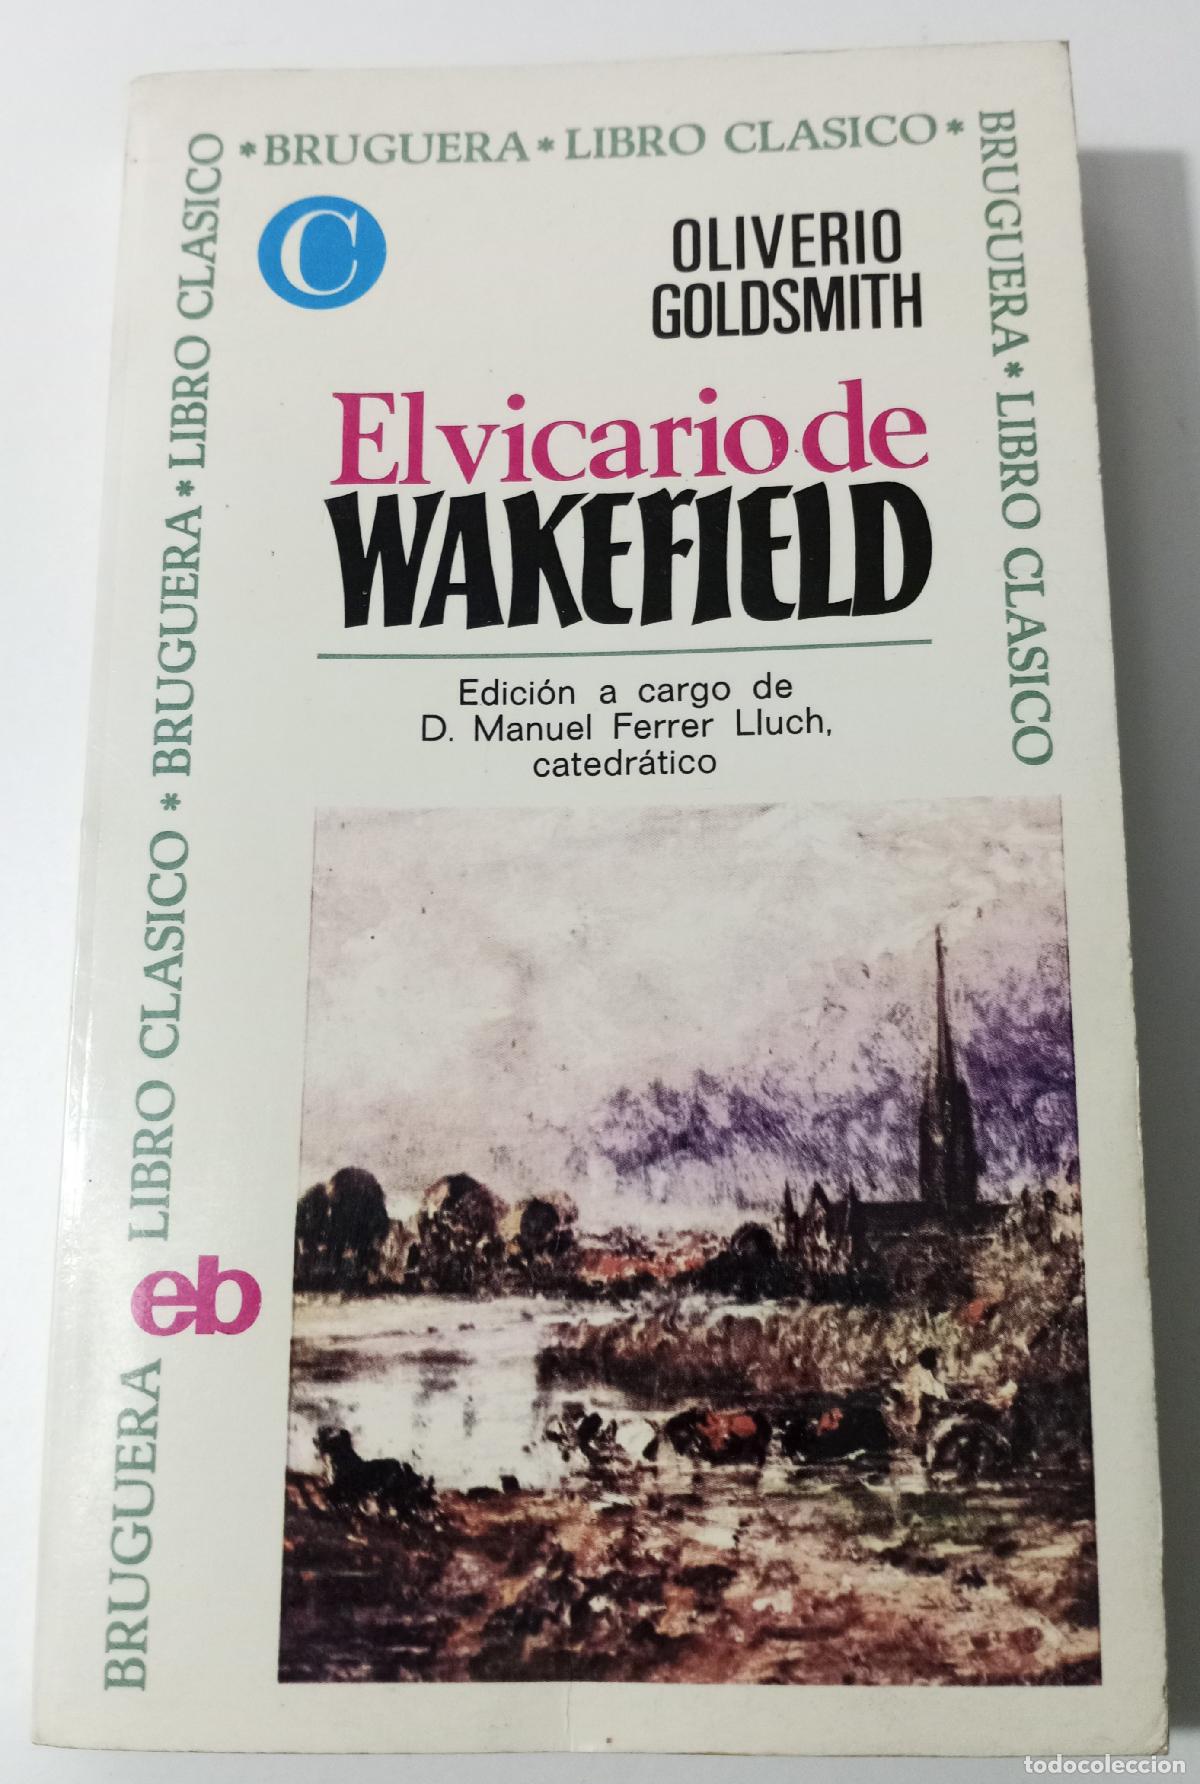 * BRUGUERA * LIBRO CLASICO *
BRUGUERA * LIBRO CLASICO
BRUGUERA LIBRO CLASICO * BRUGUERA * LIBRO CLASICO
C
OLIVERIO
GOLDSMITH
El vicario de
WAKEFIELD
Edición a cargo de
D. Manuel Ferrer Lluch,
catedrático
eb
todocoleccion